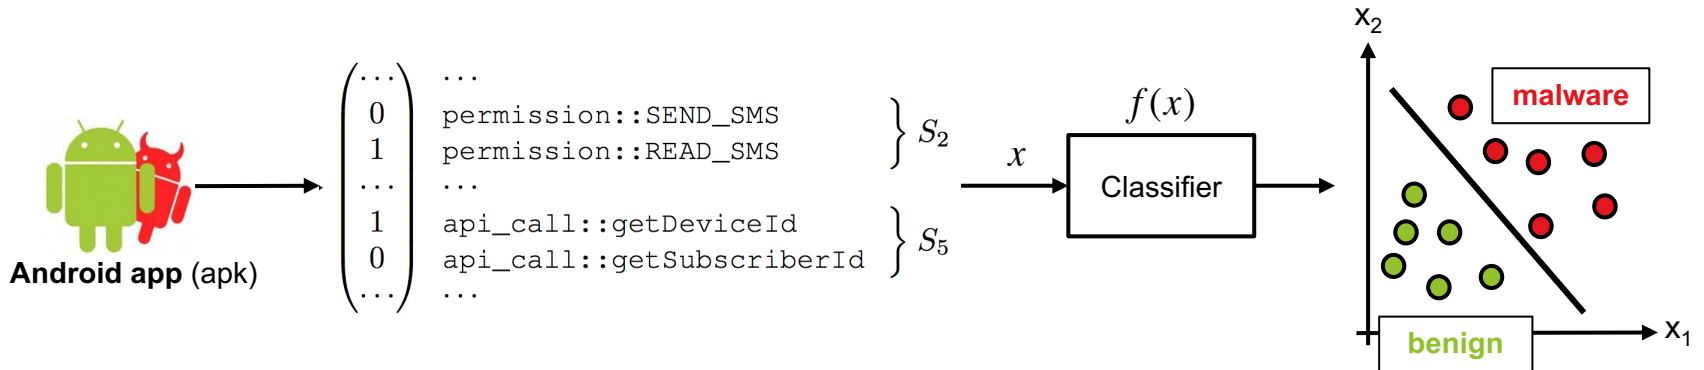 Android app (apk)
... ...
0 permission::SEND_SMS
1 permission::READ_SMS
S2
... ...
1 api_call::getDeviceId
0 api_call::getSubscriberId
S5
... ...
x
f(x)
Classifier
x2
malware
benign
x1